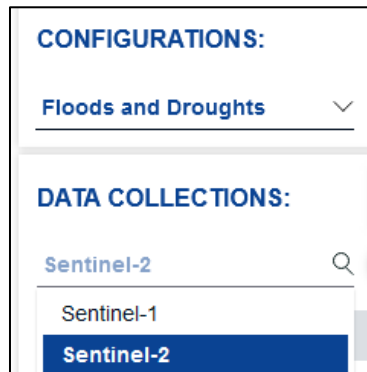 CONFIGURATIONS:
Floods and Droughts
DATA COLLECTIONS:
Sentinel-2
Sentinel-1
Sentinel-2